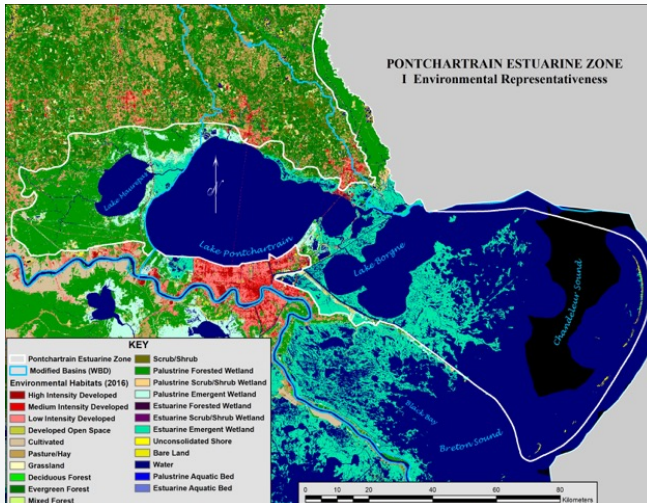 PONTCHARTRAIN ESTUARINE ZONE
I Environmental Representativeness
Lake Maurepas
N
Lake Pontchartrain
Lake Borgne
Chandeleur Sound
Black Bay
Breton Sound
KEY
Pontchartrain Estuarine Zone
Modified Basins (WBD)
Environmental Habitats (2016)
High Intensity Developed
Medium Intensity Developed
Low Intensity Developed
Developed Open Space
Cultivated
Pasture/Hay
Grassland
Deciduous Forest
Evergreen Forest
Mixed Forest
Scrub/Shrub
Palustrine Forested Wetland
Palustrine Scrub/Shrub Wetland
Palustrine Emergent Wetland
Estuarine Forested Wetland
Estuarine Scrub/Shrub Wetland
Estuarine Emergent Wetland
Unconsolidated Shore
Bare Land
Water
Palustrine Aquatic Bed
Estuarine Aquatic Bed
0 10 20 40 60 80
Kilometers